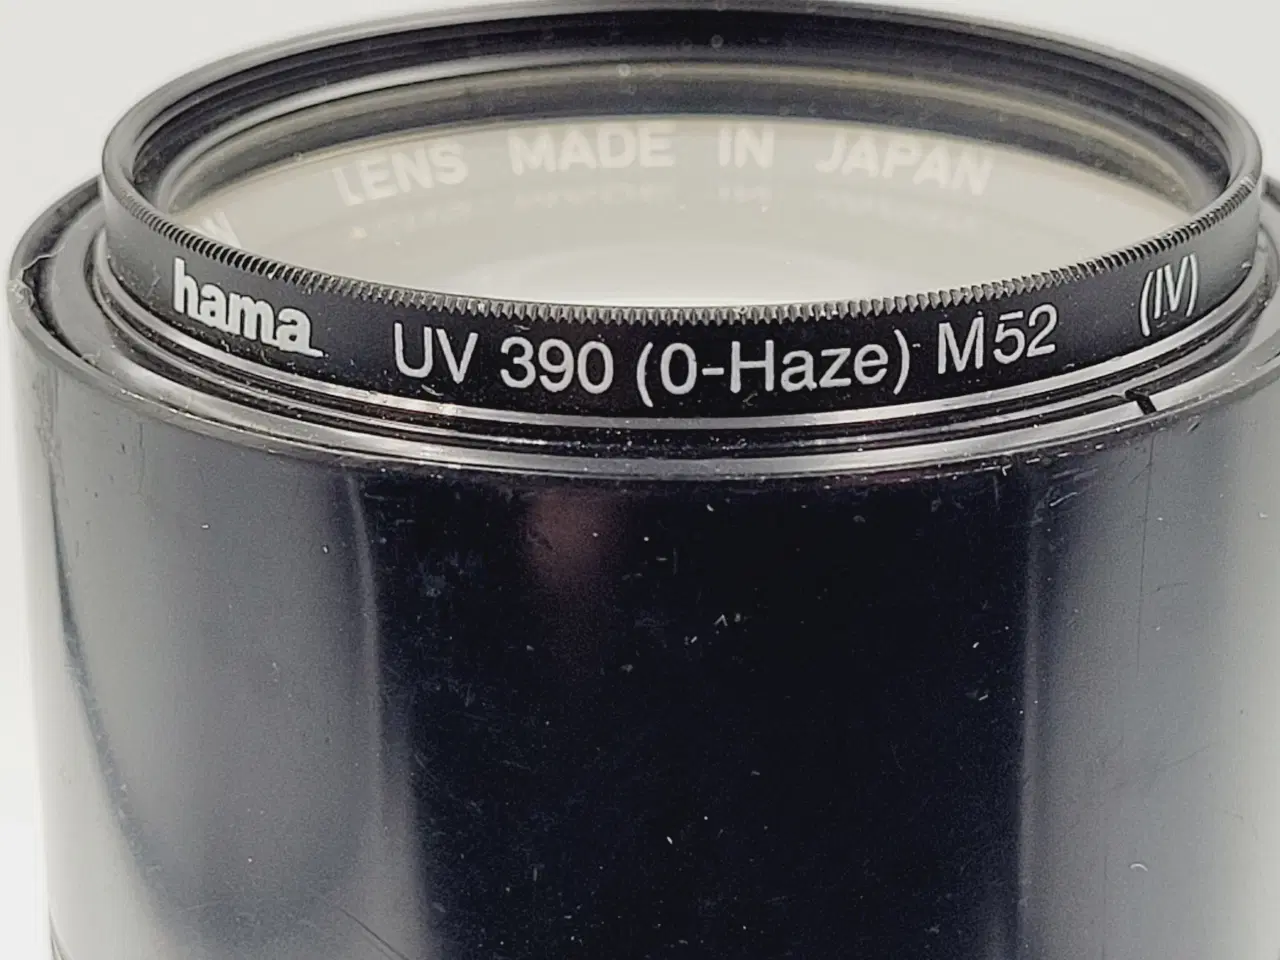 LENS MADE IN JAPAN
hama UV 390 (0-Haze) M52 (IV)